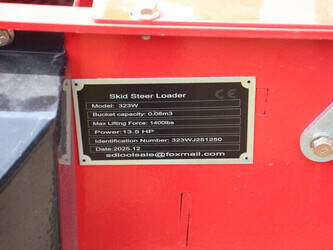 Skid Steer Loader CE
Model: 323W
Bucket capacity: 0.08m3
Max Lifting Force: 1400lbs
Power:13.5 HP
Identification Number: 323WJ251250
Date:2025.12
sdtoolsale@foxmail.com